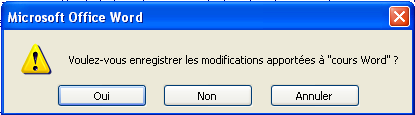 Microsoft Office Word
Voulez-vous enregistrer les modifications apportées à "cours Word" ?
Oui
Non
Annuler